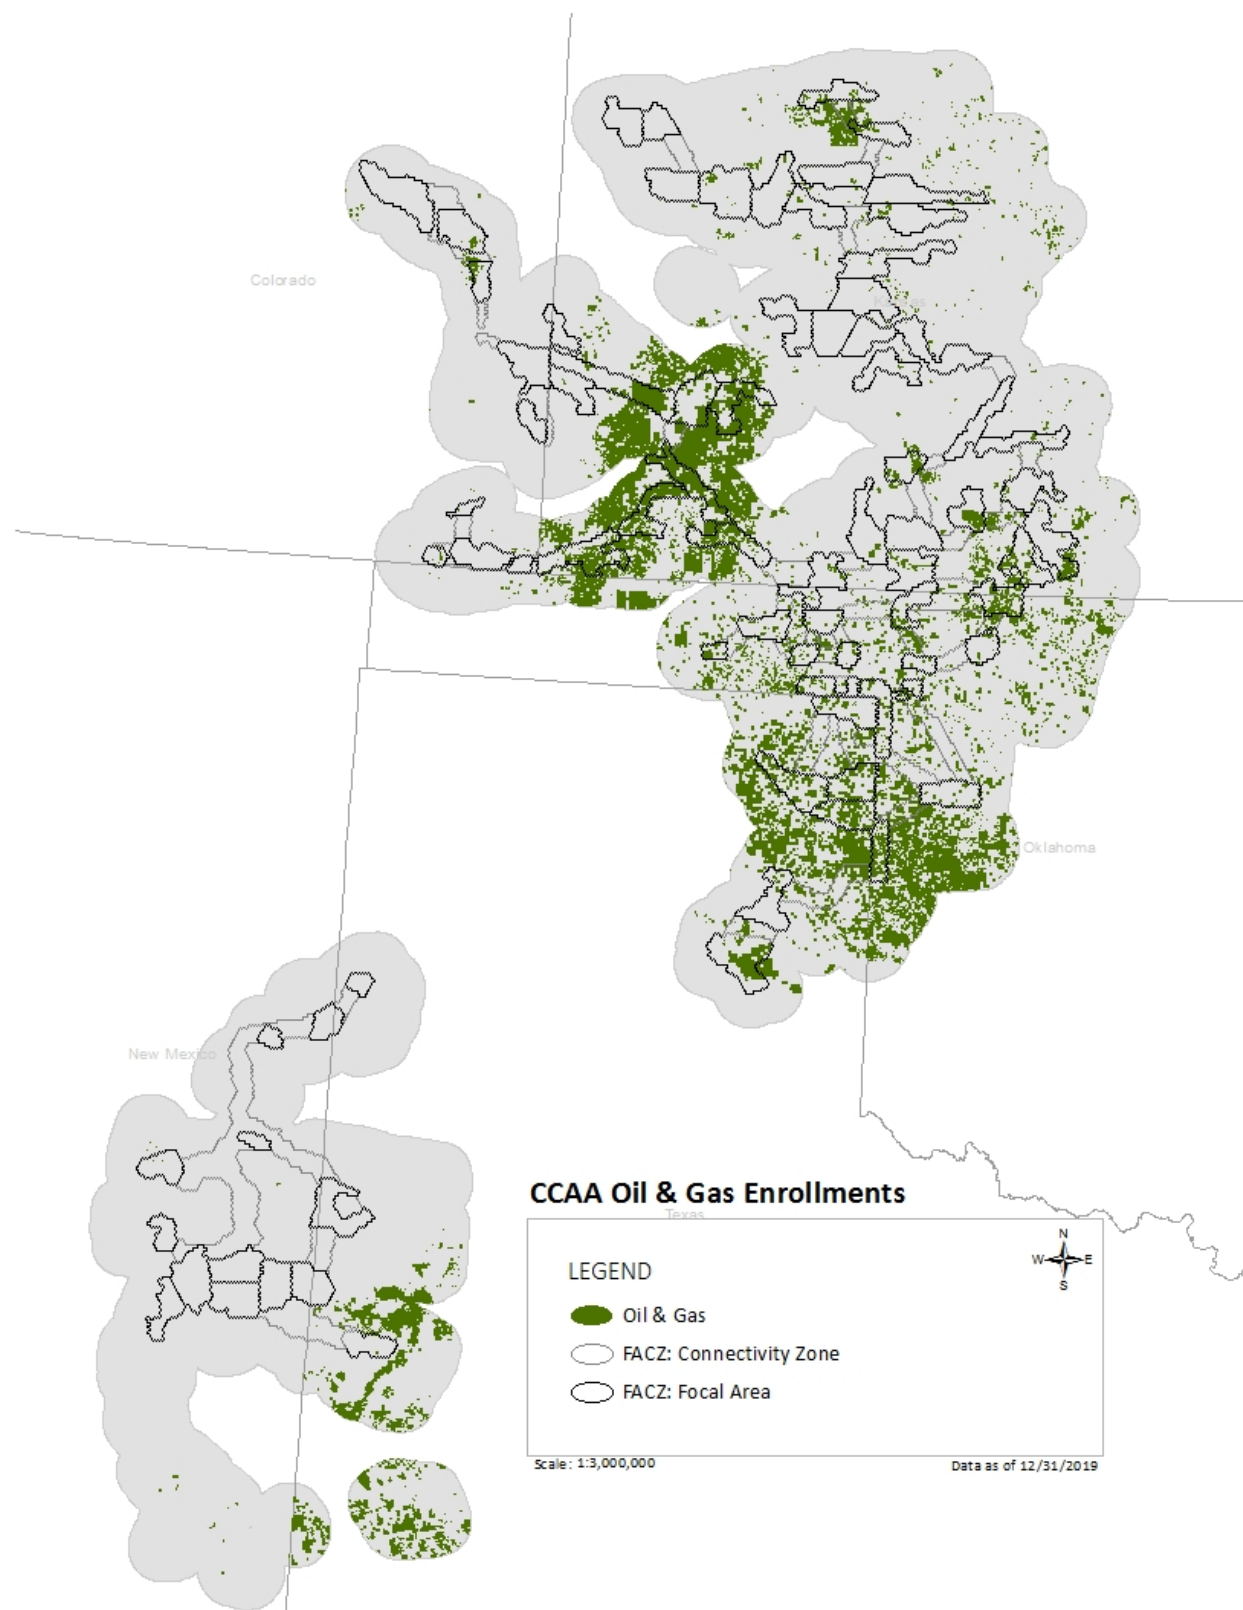 Colorado
Kansas
Oklahoma
New Mexico
CCAA Oil & Gas Enrollments
Texas
N
W E
S
LEGEND
Oil & Gas
FACZ: Connectivity Zone
FACZ: Focal Area
Scale: 1:3,000,000
Data as of 12/31/2019